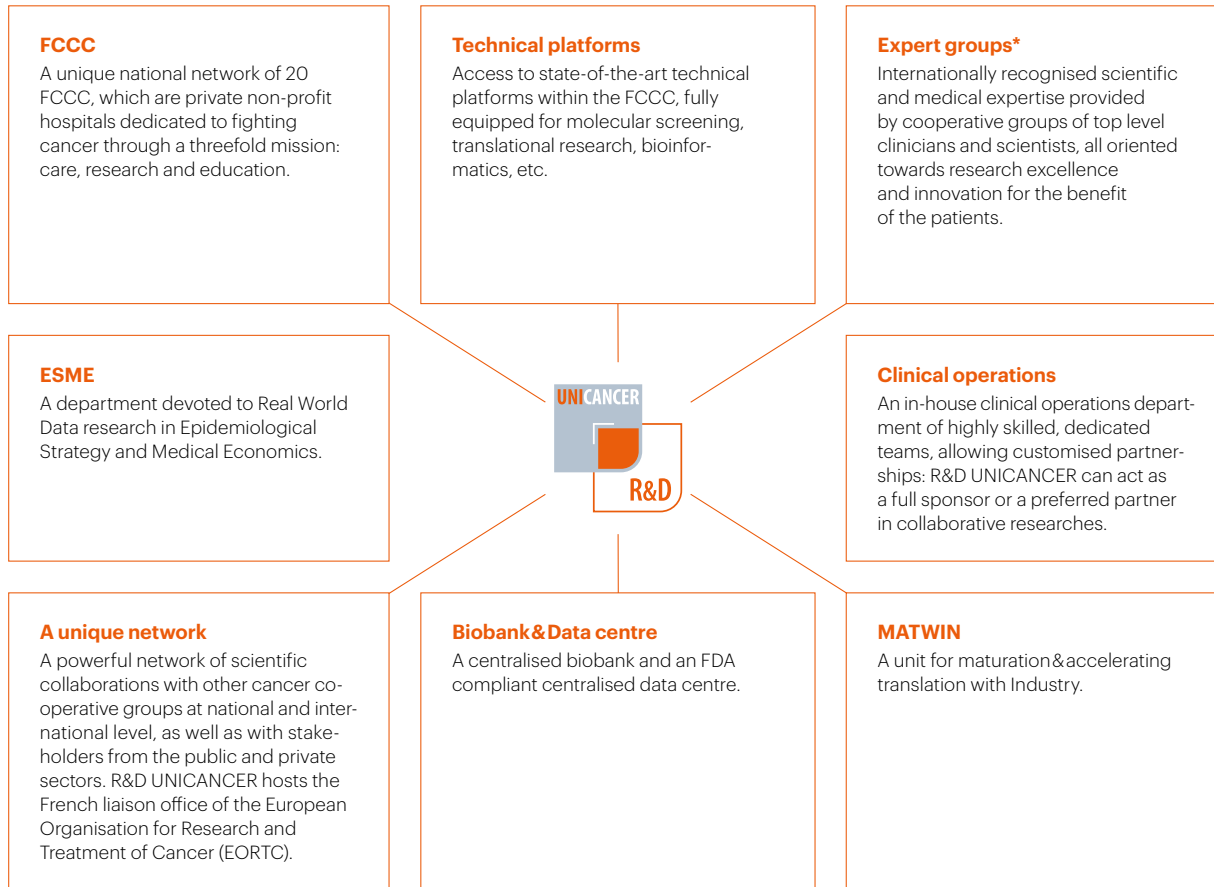 FCCC
A unique national network of 20
FCCC, which are private non-profit
hospitals dedicated to fighting
cancer through a threefold mission:
care, research and education.
Technical platforms
Access to state-of-the-art technical
platforms within the FCCC, fully
equipped for molecular screening,
translational research, bioinfor-
matics, etc.
Expert groups*
Internationally recognised scientific
and medical expertise provided
by cooperative groups of top level
clinicians and scientists, all oriented
towards research excellence
and innovation for the benefit
of the patients.
ESME
A department devoted to Real World
Data research in Epidemiological
Strategy and Medical Economics.
UNICANCER
R&D
Clinical operations
An in-house clinical operations depart-
ment of highly skilled, dedicated
teams, allowing customised partner-
ships: R&D UNICANCER can act as
a full sponsor or a preferred partner
in collaborative researches.
A unique network
A powerful network of scientific
collaborations with other cancer co-
operative groups at national and inter-
national level, as well as with stake-
holders from the public and private
sectors. R&D UNICANCER hosts the
French liaison office of the European
Organisation for Research and
Treatment of Cancer (EORTC).
Biobank&Data centre
A centralised biobank and an FDA
compliant centralised data centre.
MATWIN
A unit for maturation&accelerating
translation with Industry.